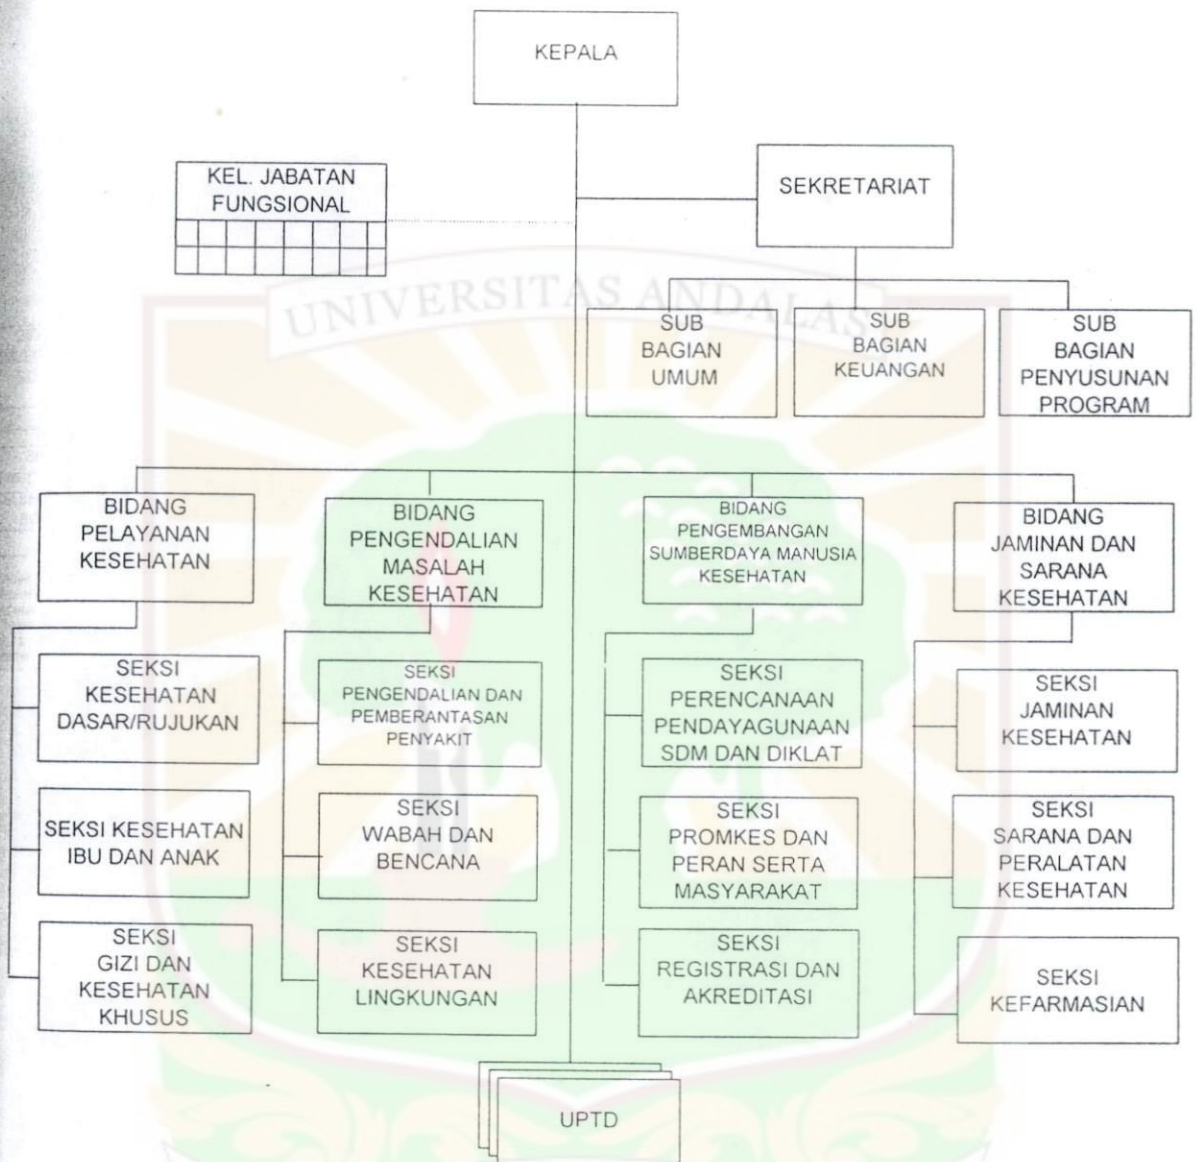 KEPALA
KEL. JABATAN
FUNGSIONAL
SEKRETARIAT
UNIVERSITAS ANDALAS
SUB
BAGIAN
UMUM
SUB
BAGIAN
KEUANGAN
SUB
BAGIAN
PENYUSUNAN
PROGRAM
BIDANG
PELAYANAN
KESEHATAN
BIDANG
PENGENDALIAN
MASALAH
KESEHATAN
BIDANG
PENGEMBANGAN
SUMBERDAYA MANUSIA
KESEHATAN
BIDANG
JAMINAN DAN
SARANA
KESEHATAN
SEKSI
KESEHATAN
DASAR/RUJUKAN
SEKSI
PENGENDALIAN DAN
PEMBERANTASAN
PENYAKIT
SEKSI
PERENCANAAN
PENDAYAGUNAAN
SDM DAN DIKLAT
SEKSI
JAMINAN
KESEHATAN
SEKSI KESEHATAN
IBU DAN ANAK
SEKSI
WABAH DAN
BENCANA
SEKSI
PROMKES DAN
PERAN SERTA
MASYARAKAT
SEKSI
SARANA DAN
PERALATAN
KESEHATAN
SEKSI
GIZI DAN
KESEHATAN
KHUSUS
SEKSI
KESEHATAN
LINGKUNGAN
SEKSI
REGISTRASI DAN
AKREDITASI
SEKSI
KEFARMASIAN
UPTD